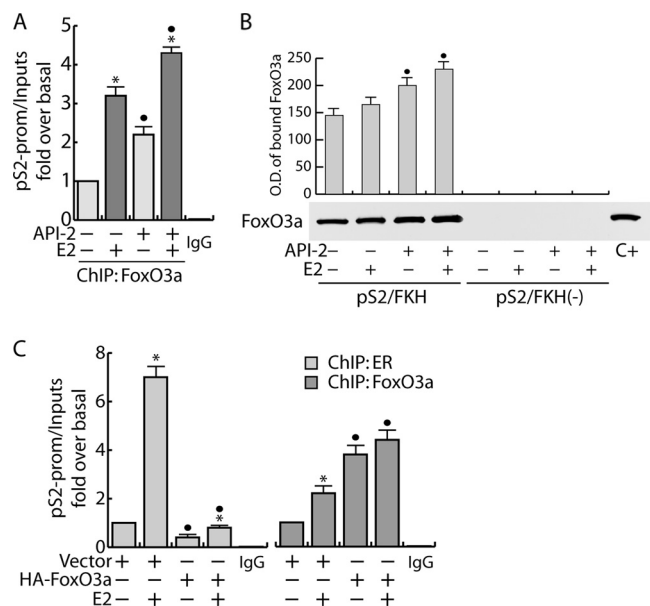 A
pS2-prom/Inputs
fold over basal
5
4
3
2
1
0
* * ● ● *
API-2 − − + +
E2 − + − + IgG
ChIP: FoxO3a
B
O.D. of bound FoxO3a
250
200
150
100
50
0
● ●
FoxO3a
API-2 − − + + − − + + C+
E2 − + − + − + − +
pS2/FKH pS2/FKH(-)
C
pS2-prom/Inputs
fold over basal
8
6
4
2
0
ChIP: ER
ChIP: FoxO3a
* ● ● * * ● ●
Vector + + − − IgG + + − − IgG
HA-FoxO3a − − + + − − + +
E2 − + − + − + − +